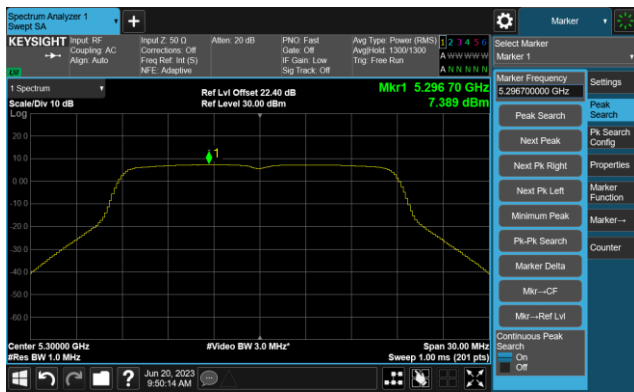 Spectrum Analyzer 1
Swept SA
+
Marker
KEYSIGHT
Input: RF
Coupling: AC
Align: Auto
Input Z: 50 Ω
Corrections: Off
Freq Ref: Int (S)
NFE: Adaptive
Atten: 20 dB
PNO: Fast
Gate: Off
IF Gain: Low
Sig Track: Off
Avg Type: Power (RMS)
Avg|Hold: 1300/1300
Trig: Free Run
1 2 3 4 5 6
A W W W W W
A N N N N N
Select Marker
Marker 1
1 Spectrum
Scale/Div 10 dB
Log
Ref Lvl Offset 22.40 dB
Ref Level 30.00 dBm
Mkr1 5.296 70 GHz
7.389 dBm
Marker Frequency
5.296700000 GHz
Peak Search
Next Peak
Next Pk Right
Next Pk Left
Minimum Peak
Pk-Pk Search
Marker Delta
Mkr→CF
Mkr→Ref Lvl
Continuous Peak
Search
On
Off
Settings
Peak
Search
Pk Search
Config
Properties
Marker
Function
Marker→
Counter
20.0
10.0
0.00
-10.0
-20.0
-30.0
-40.0
-50.0
-60.0
1
Center 5.30000 GHz
#Res BW 1.0 MHz
#Video BW 3.0 MHz*
Span 30.00 MHz
Sweep 1.00 ms (201 pts)
?
Jun 20, 2023
9:50:14 AM